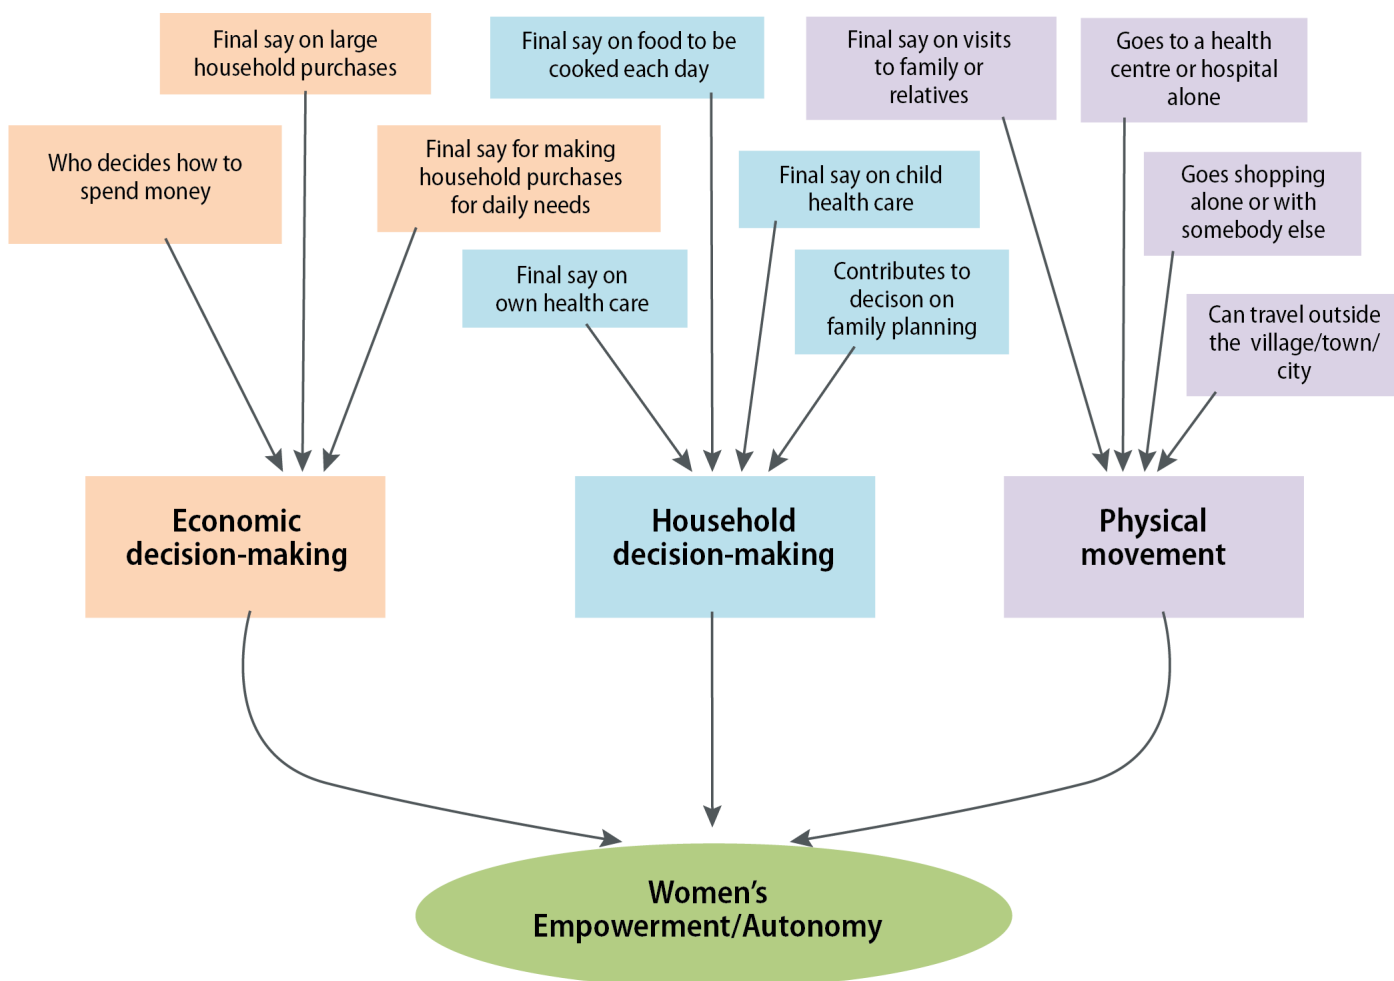 Final say on large
household purchases
Final say on food to be
cooked each day
Final say on visits
to family or
relatives
Goes to a health
centre or hospital
alone
Who decides how to
spend money
Final say for making
household purchases
for daily needs
Final say on child
health care
Goes shopping
alone or with
somebody else
Final say on
own health care
Contributes to
decison on
family planning
Can travel outside
the village/town/
city
Economic
decision-making
Household
decision-making
Physical
movement
Women’s
Empowerment/Autonomy